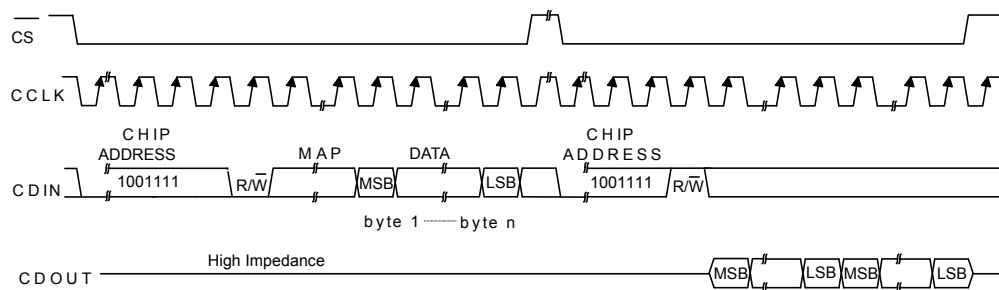 CS
CCLK
CHIP
ADDRESS
MAP
DATA
CHIP
ADDRESS
CDIN
1001111
R/W
MSB
LSB
1001111
R/W
byte 1
byte n
High Impedance
CDOUT
MSB
LSB
MSB
LSB